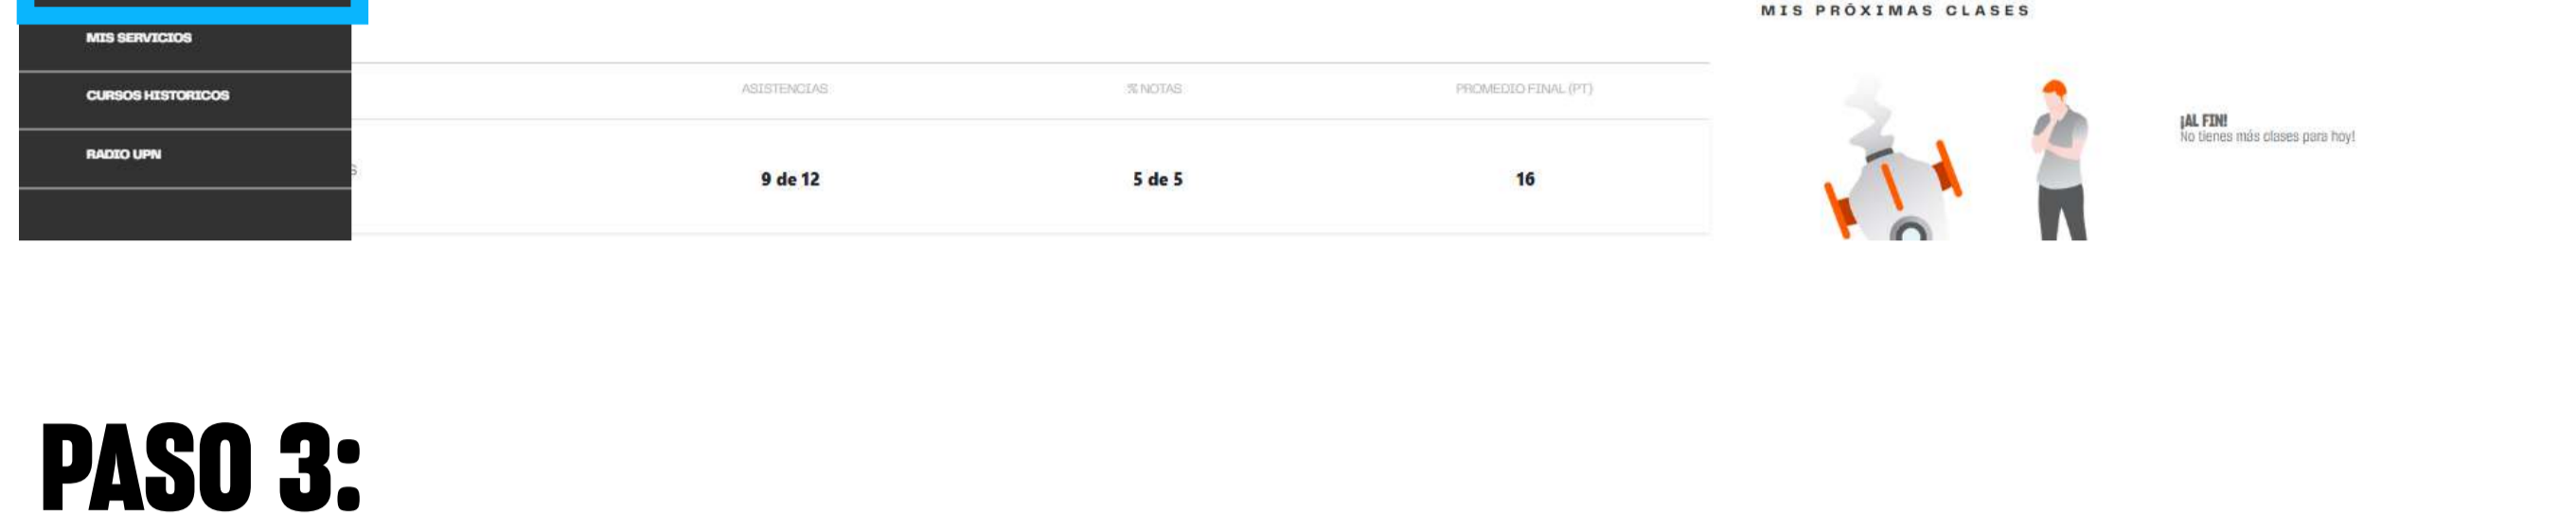 MIS PRÓXIMAS CLASES
MIS SERVICIOS
CURSOS HISTORICOS
RADIO UPN
ASISTENCIAS
% NOTAS
PROMEDIO FINAL (PT)
S
9 de 12
5 de 5
16
¡AL FIN!
No tienes más clases para hoy!
PASO 3: